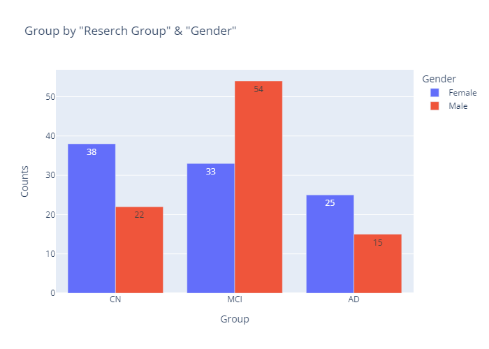 Group by "Reserch Group" & "Gender"
Gender
Female
Male
50
40
30
20
10
0
Counts
38
22
33
54
25
15
CN
MCI
AD
Group